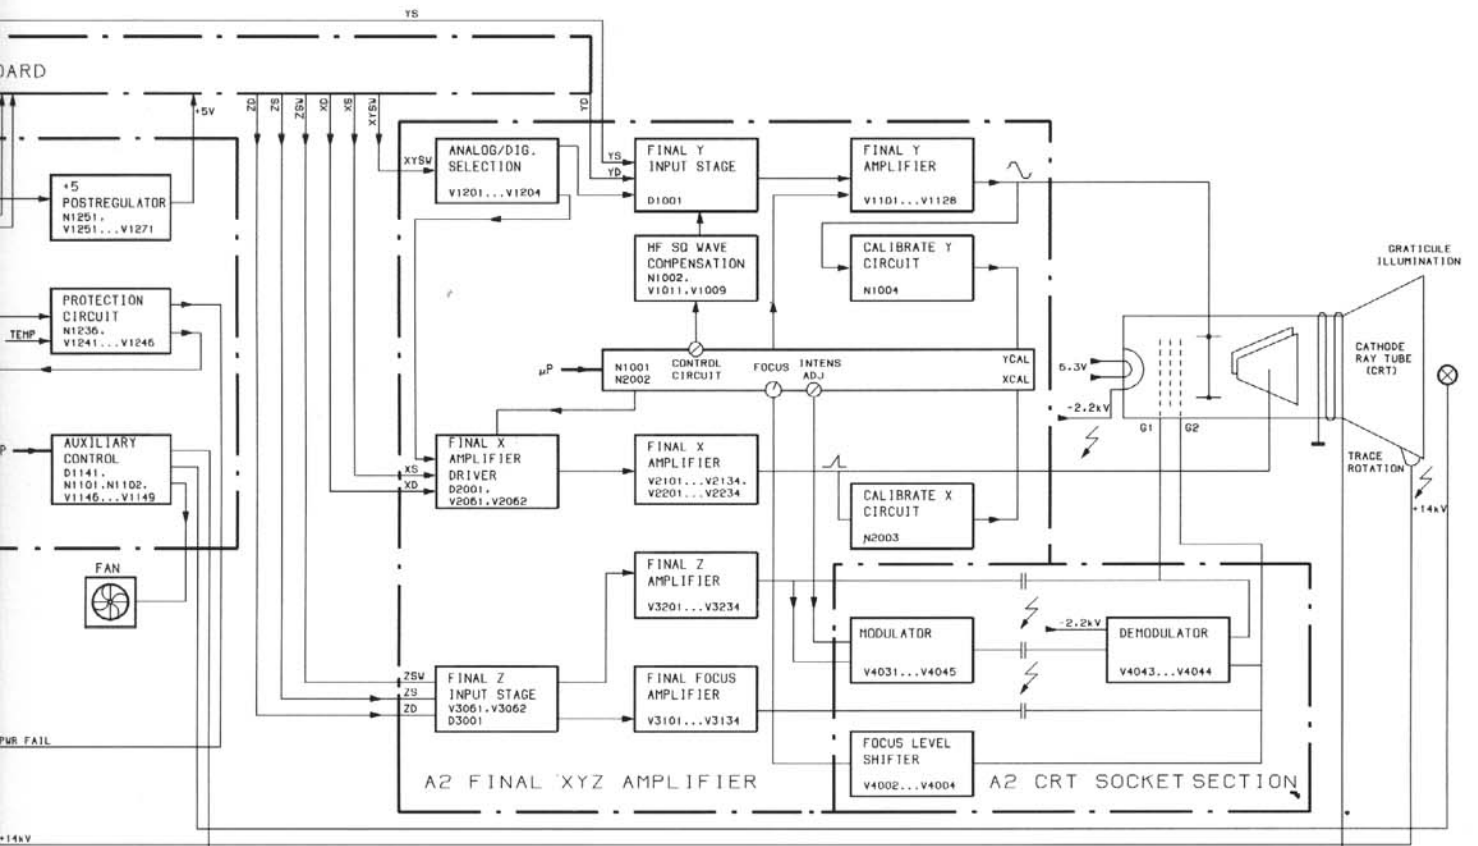 YS
OARD
+5V
ZD
ZS
ZSW
XD
XS
XYSW
YD
+5
POSTREGULATOR
N1251.
V1251...V1271
PROTECTION
CIRCUIT
N1236.
V1241...V1246
TEMP
P
AUXILIARY
CONTROL
D1141.
N1101.N1102.
V1146...V1149
FAN
PWR FAIL
+14kV
XYSW
ANALOG/DIG.
SELECTION
V1201...V1204
YS
YD
FINAL Y
INPUT STAGE
D1001
FINAL Y
AMPLIFIER
V1101...V1128
HF SQ WAVE
COMPENSATION
N1002.
V1011.V1009
CALIBRATE Y
CIRCUIT
N1004
µP
N1001
N2002
CONTROL
CIRCUIT
FOCUS
INTENS
ADJ
YCAL
XCAL
XS
XD
FINAL X
AMPLIFIER
DRIVER
D2001.
V2061.V2062
FINAL X
AMPLIFIER
V2101...V2134.
V2201...V2234
CALIBRATE X
CIRCUIT
N2003
FINAL Z
AMPLIFIER
V3201...V3234
ZSW
ZS
ZD
FINAL Z
INPUT STAGE
V3061.V3062
D3001
FINAL FOCUS
AMPLIFIER
V3101...V3134
MODULATOR
V4031...V4045
-2.2kV
DEMODULATOR
V4043...V4044
FOCUS LEVEL
SHIFTER
V4002...V4004
A2 FINAL XYZ AMPLIFIER
A2 CRT SOCKET SECTION
GRATICULE
ILLUMINATION
6.3V
-2.2kV
G1
G2
CATHODE
RAY TUBE
(CRT)
TRACE
ROTATION
+14kV